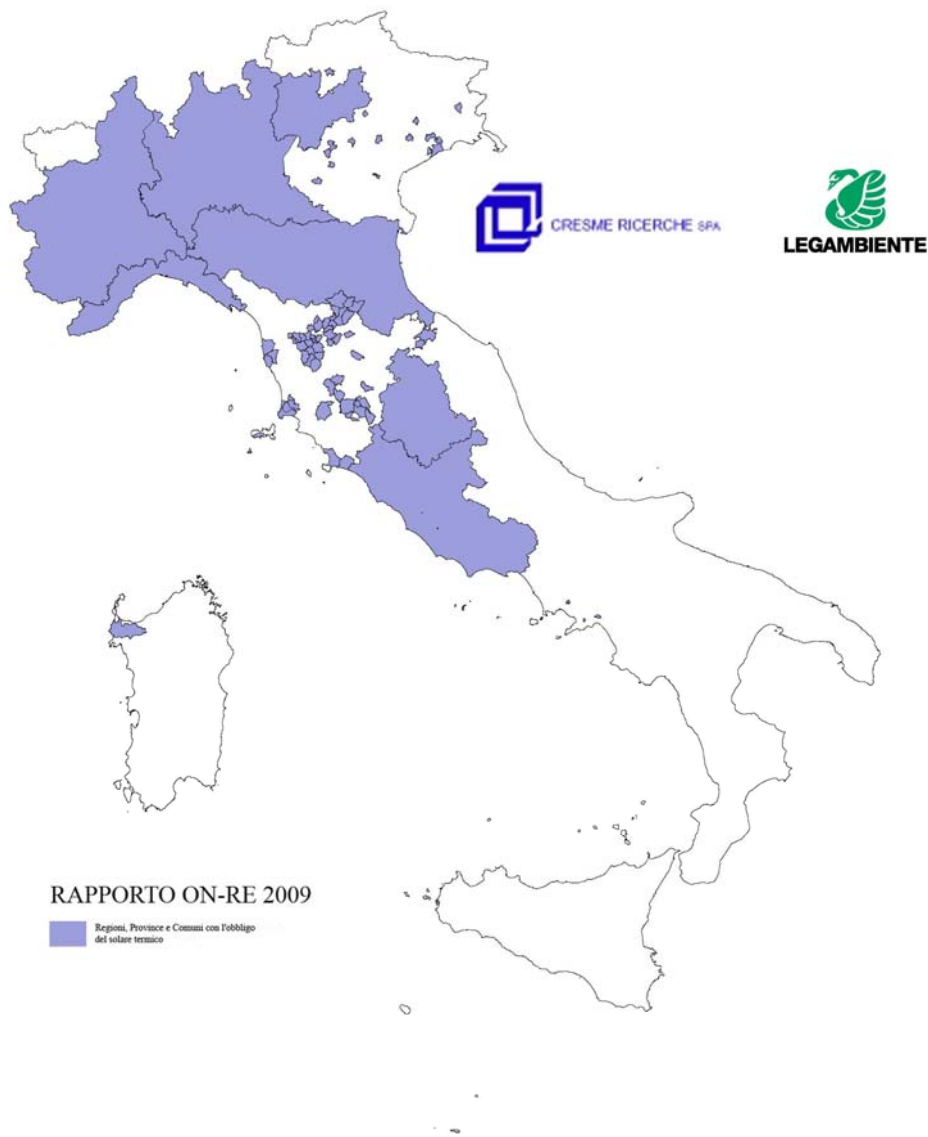 CRESME RICERCHE SPA
LEGAMBIENTE
RAPPORTO ON-RE 2009
Regioni, Province e Comuni con l'obbligo
del solare termico